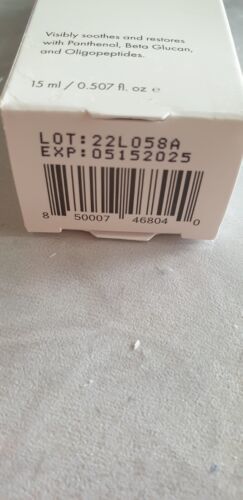 Visibly soothes and restores
with Panthenol, Beta Glucan,
and Oligopeptides.
15 ml / 0.507 fl. oz e
LOT:22L058A
EXP:05152025
8 50007 46804 0